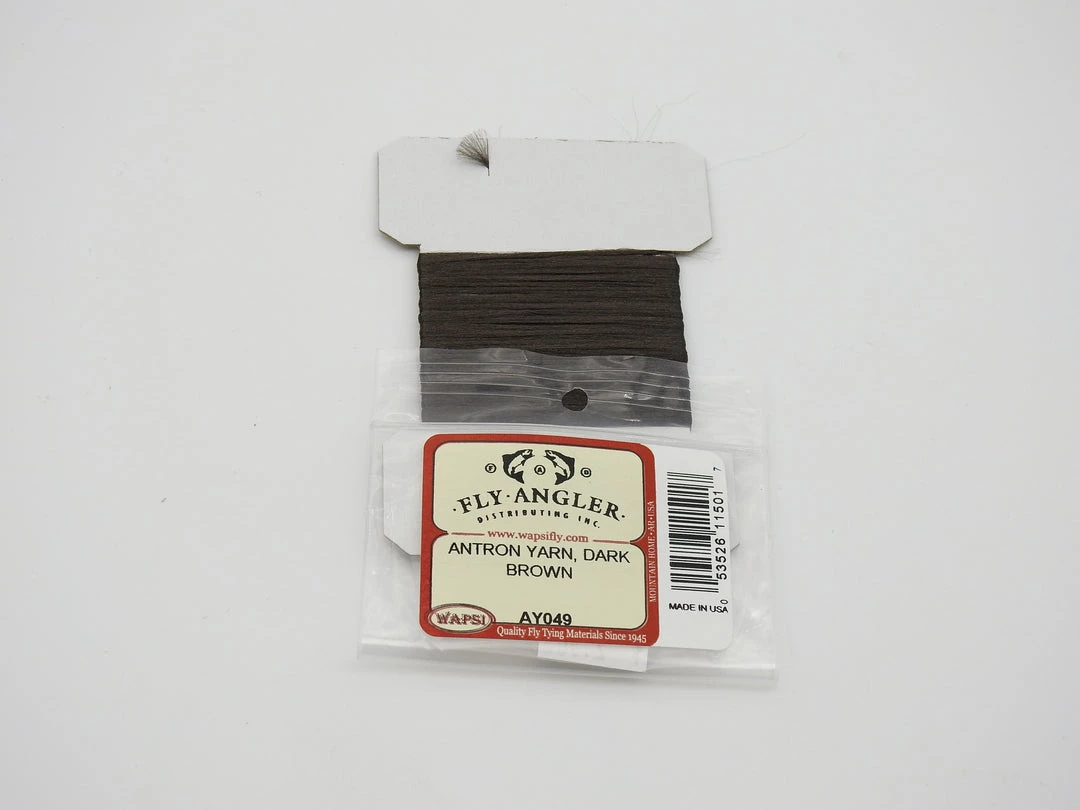 F A B
·FLY·ANGLER·
DISTRIBUTING INC.
www.wapsifly.com
ANTRON YARN, DARK
BROWN
AY049
WAPSI
Quality Fly Tying Materials Since 1945
MOUNTAIN HOME·AR·USA
0 53526 11501 7
MADE IN USA